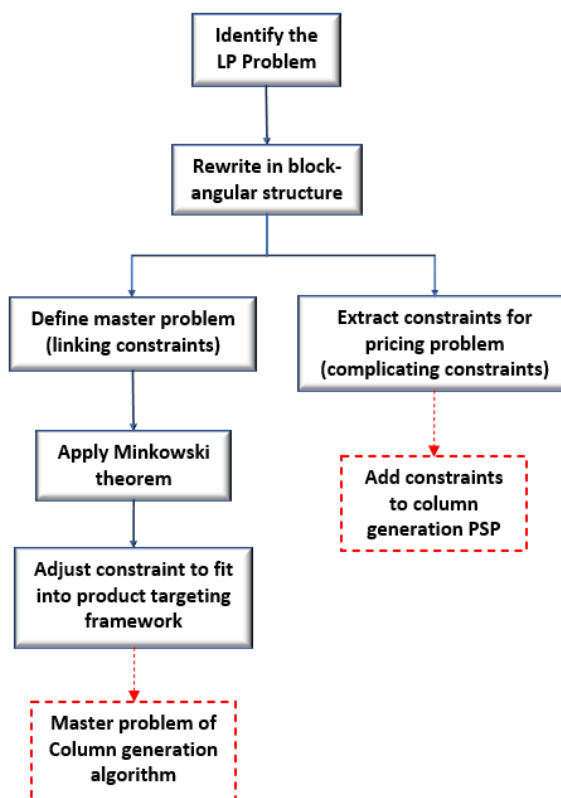 Identify the
LP Problem
Rewrite in block-
angular structure
Define master problem
(linking constraints)
Extract constraints for
pricing problem
(complicating constraints)
Apply Minkowski
theorem
Add constraints
to column
generation PSP
Adjust constraint to fit
into product targeting
framework
Master problem of
Column generation
algorithm